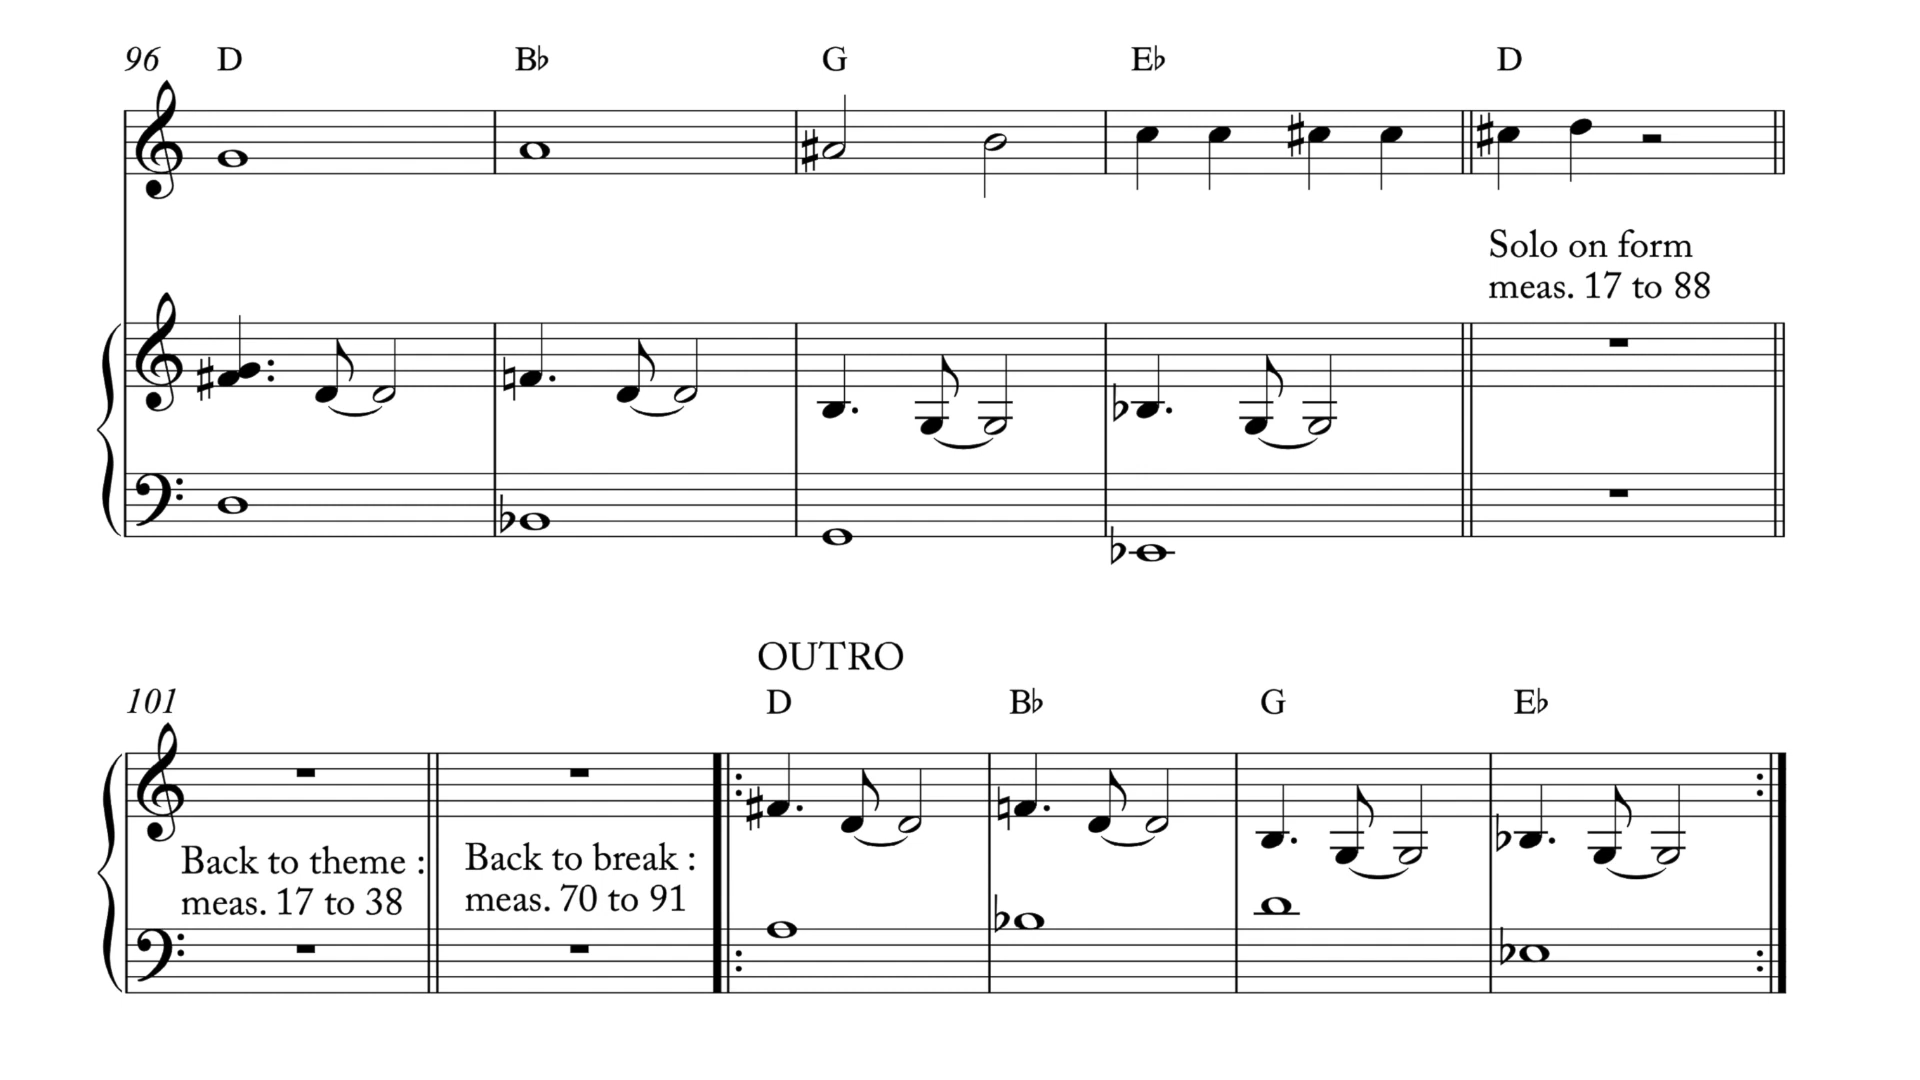 96 D B♭ G E♭ D
Solo on form
meas. 17 to 88
OUTRO
101 D B♭ G E♭
Back to theme :
meas. 17 to 38
Back to break :
meas. 70 to 91